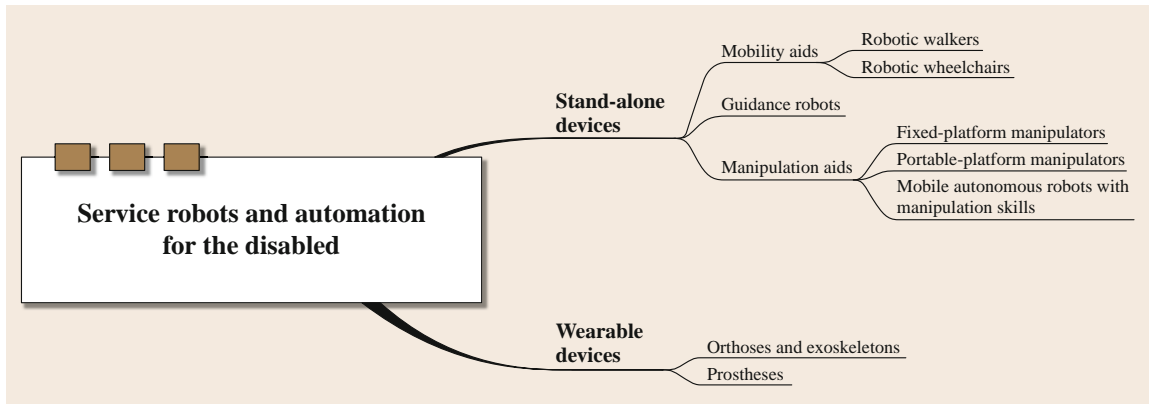 Service robots and automation
for the disabled
Stand-alone
devices
Mobility aids
Robotic walkers
Robotic wheelchairs
Guidance robots
Manipulation aids
Fixed-platform manipulators
Portable-platform manipulators
Mobile autonomous robots with
manipulation skills
Wearable
devices
Orthoses and exoskeletons
Prostheses